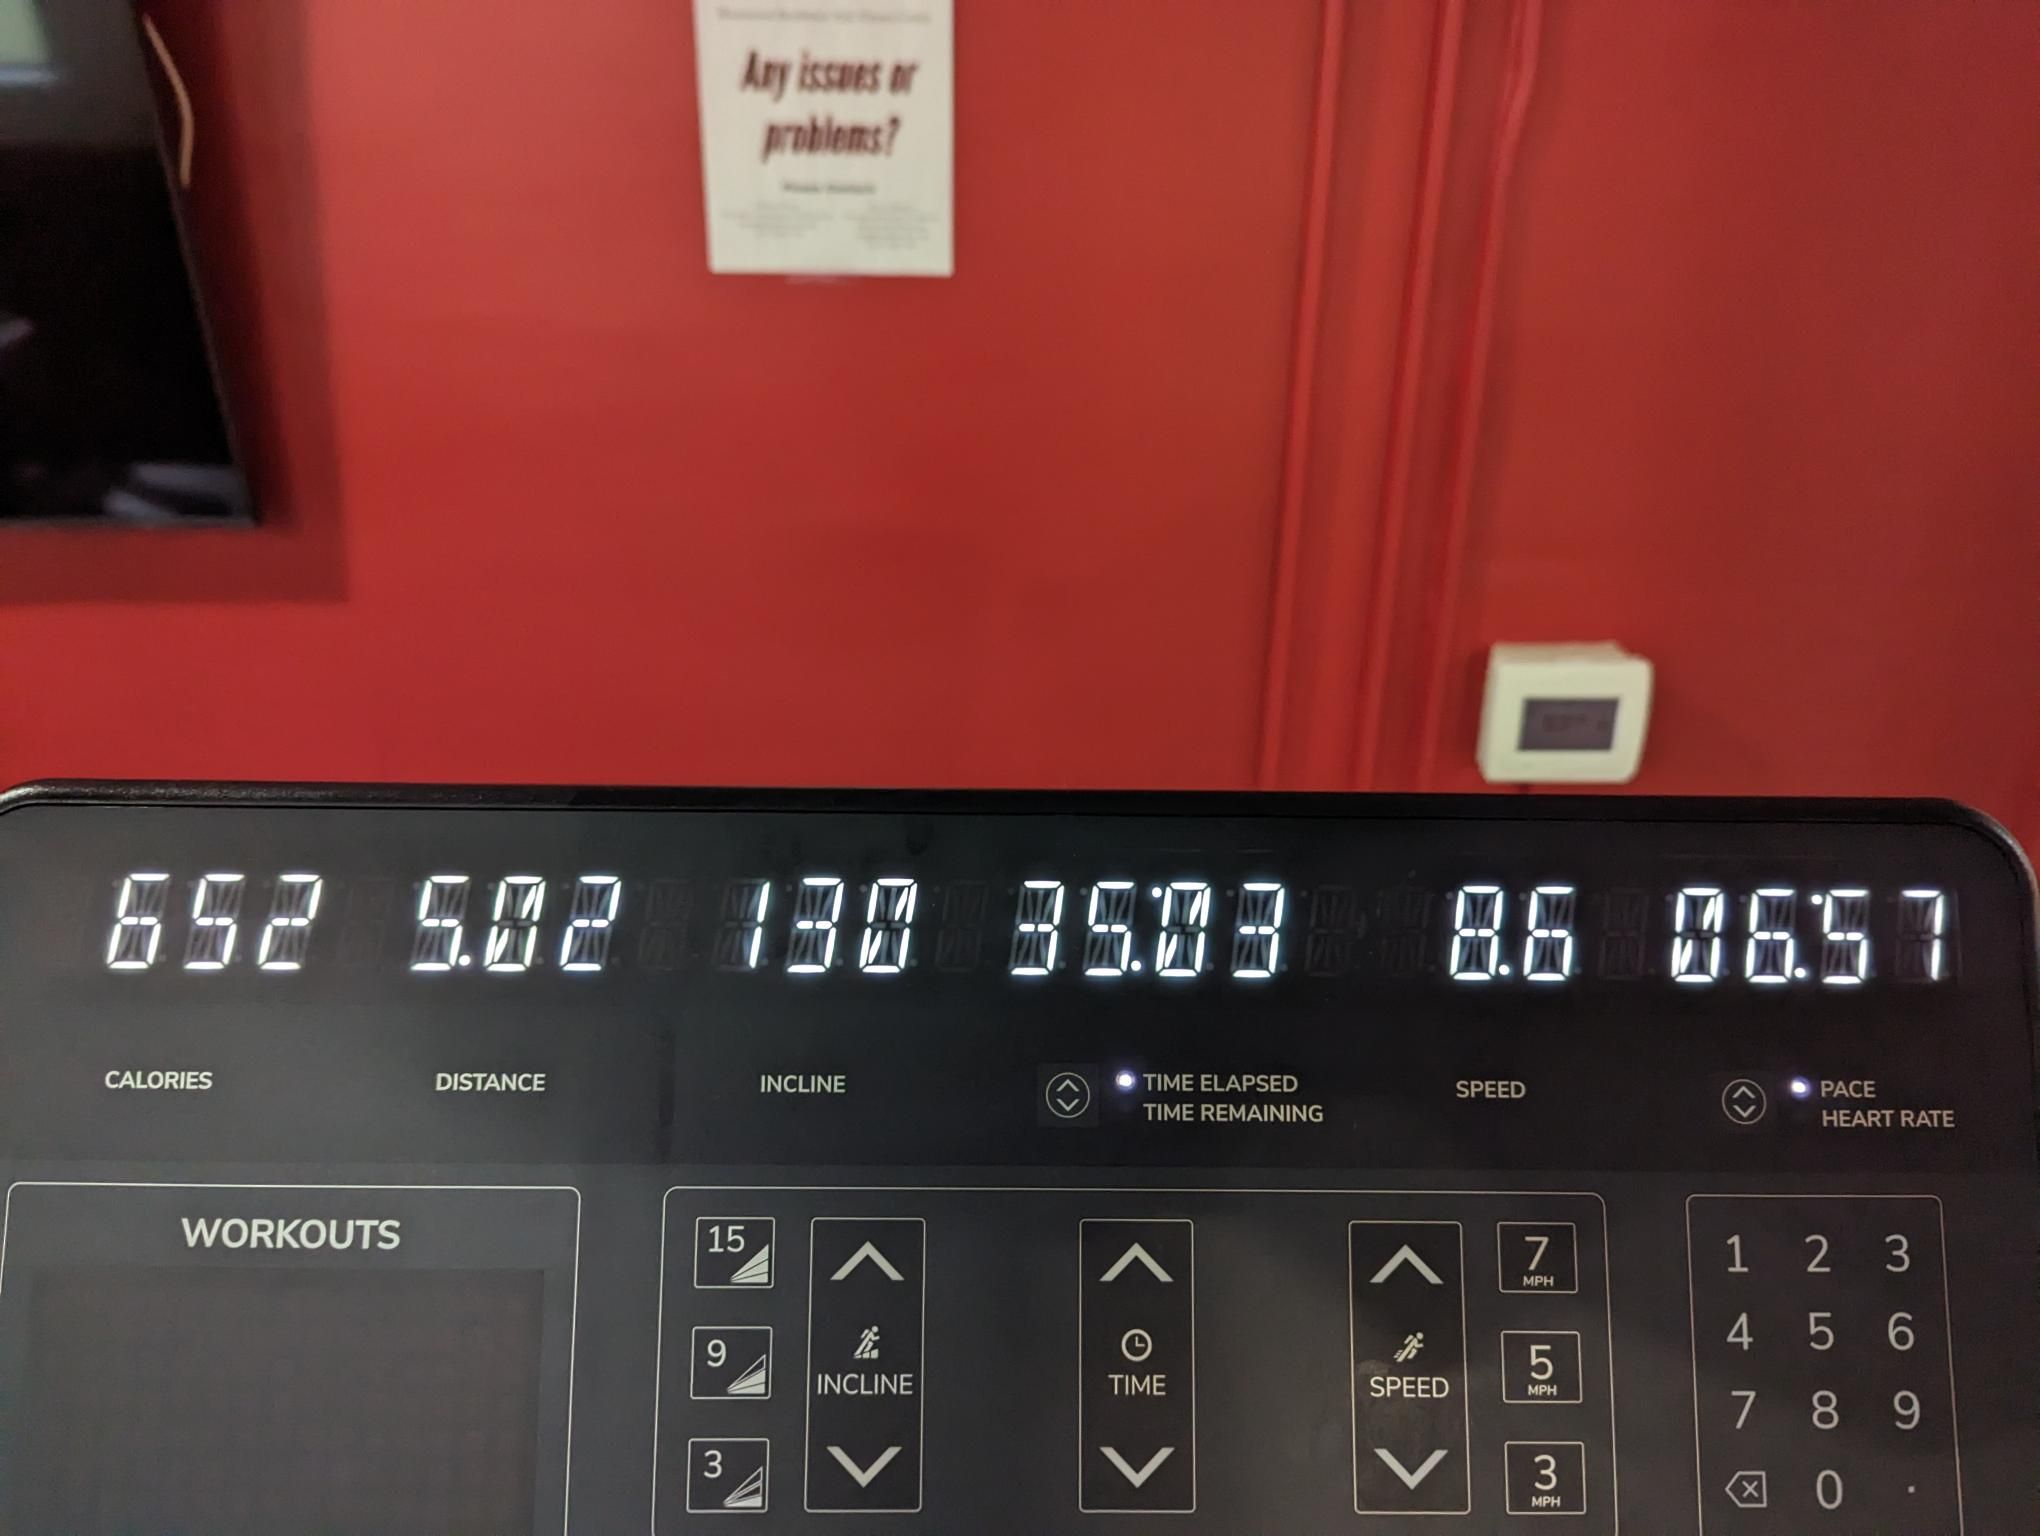 Any issues or
problems?
652 5.02 130 35:03 8.6 06:57
CALORIES DISTANCE INCLINE TIME ELAPSED SPEED PACE
TIME REMAINING HEART RATE
WORKOUTS
15
9
3
INCLINE
TIME
SPEED
7
MPH
5
MPH
3
MPH
1 2 3
4 5 6
7 8 9
0 .